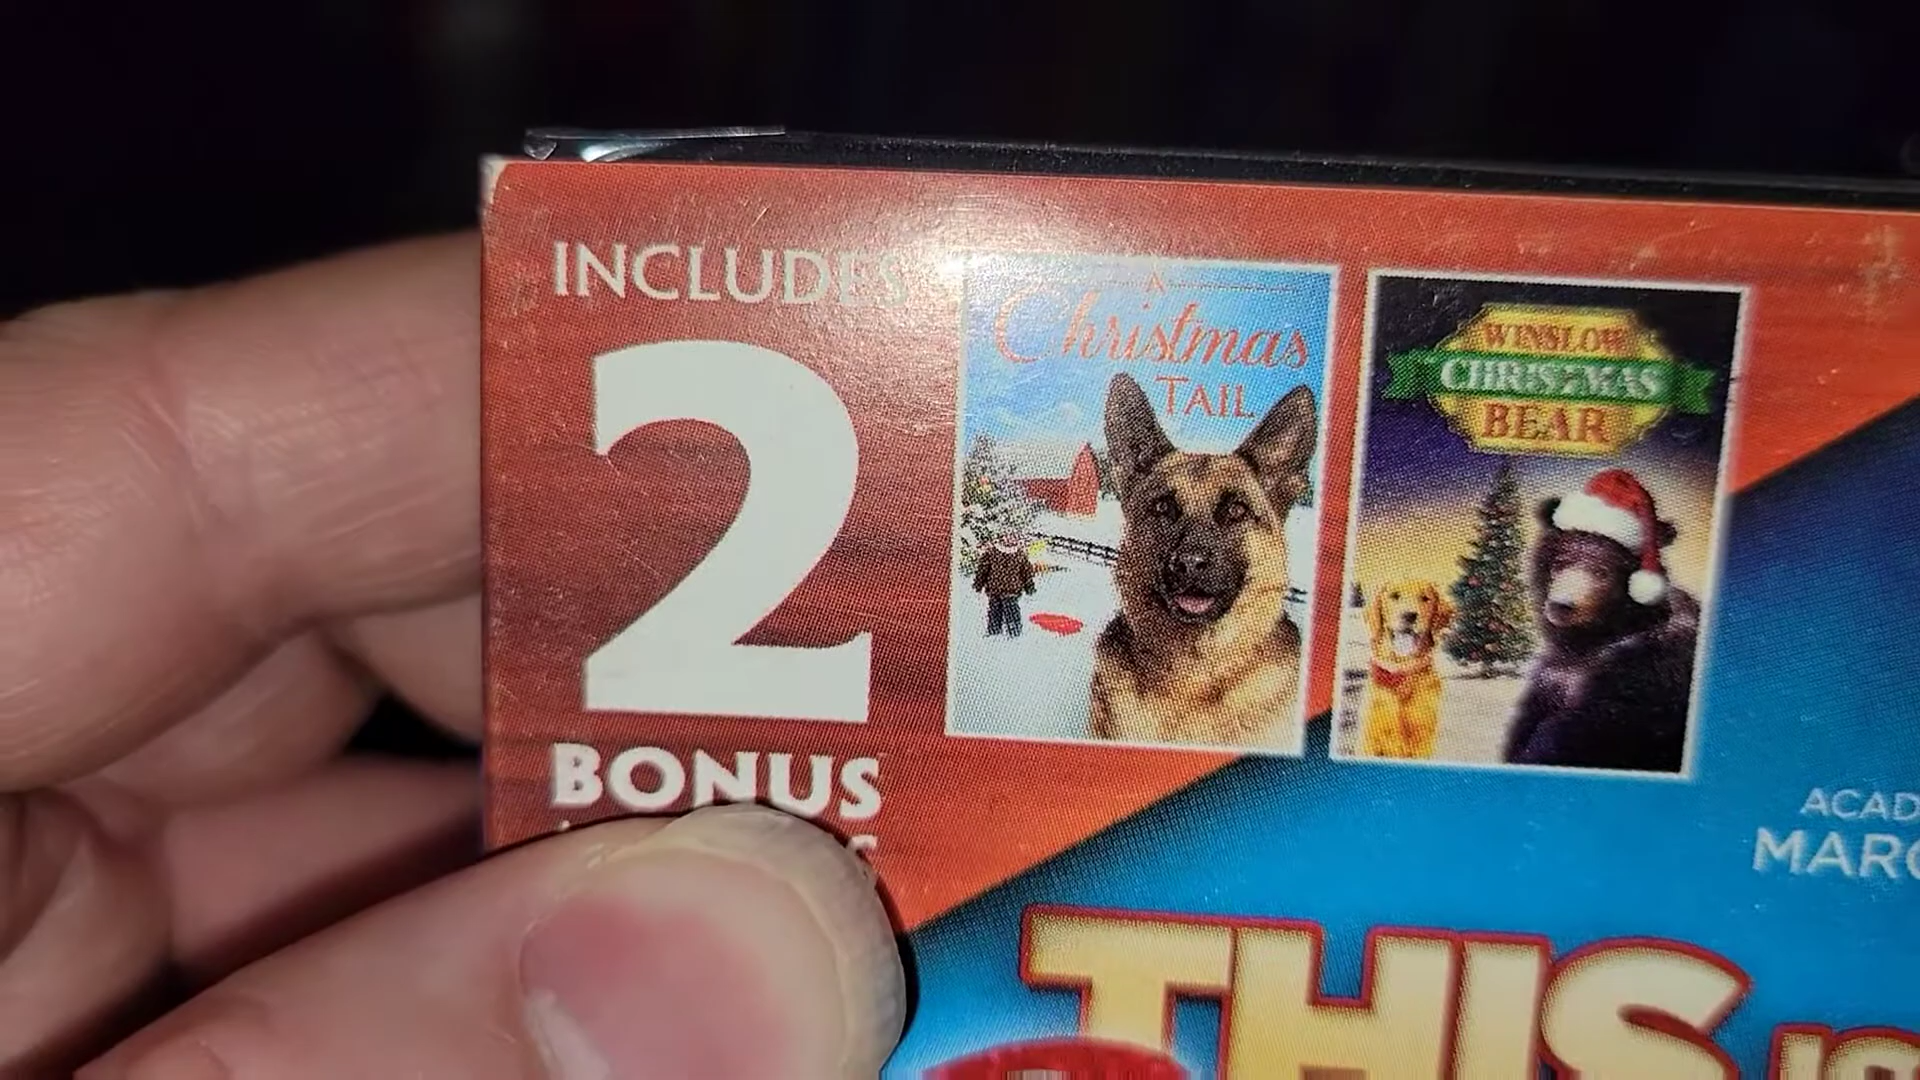 INCLUDES
2
BONUS
A
Christmas
TAIL
WINSLOW
CHRISTMAS
BEAR
ACAD
MARC
THIS